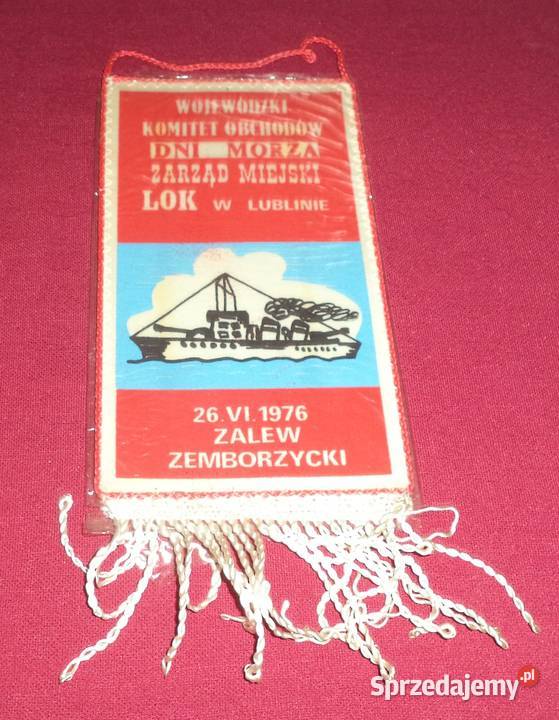 WOJEWÓDZKI
KOMITET OBCHODÓW
DNI MORZA
ZARZĄD MIEJSKI
LOK W LUBLINIE
26.VI.1976
ZALEW
ZEMBORZYCKI
Sprzedajemy.pl